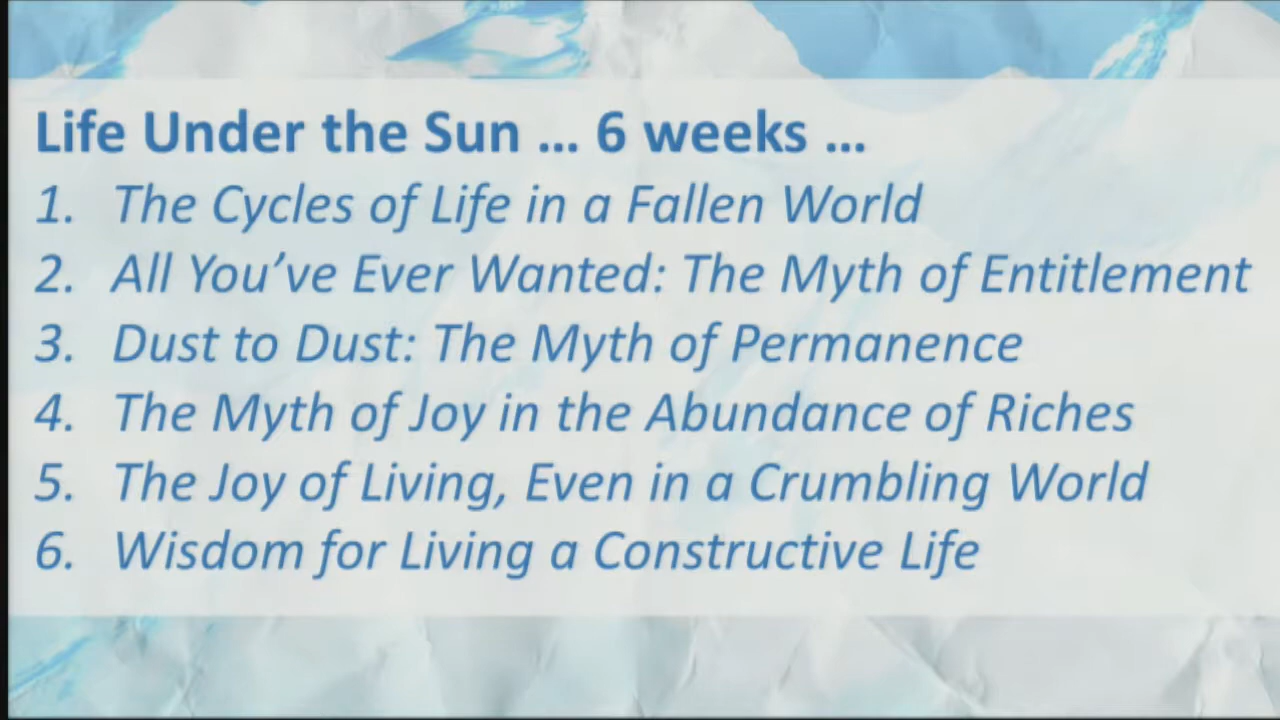 Life Under the Sun ... 6 weeks ...
1. The Cycles of Life in a Fallen World
2. All You've Ever Wanted: The Myth of Entitlement
3. Dust to Dust: The Myth of Permanence
4. The Myth of Joy in the Abundance of Riches
5. The Joy of Living, Even in a Crumbling World
6. Wisdom for Living a Constructive Life